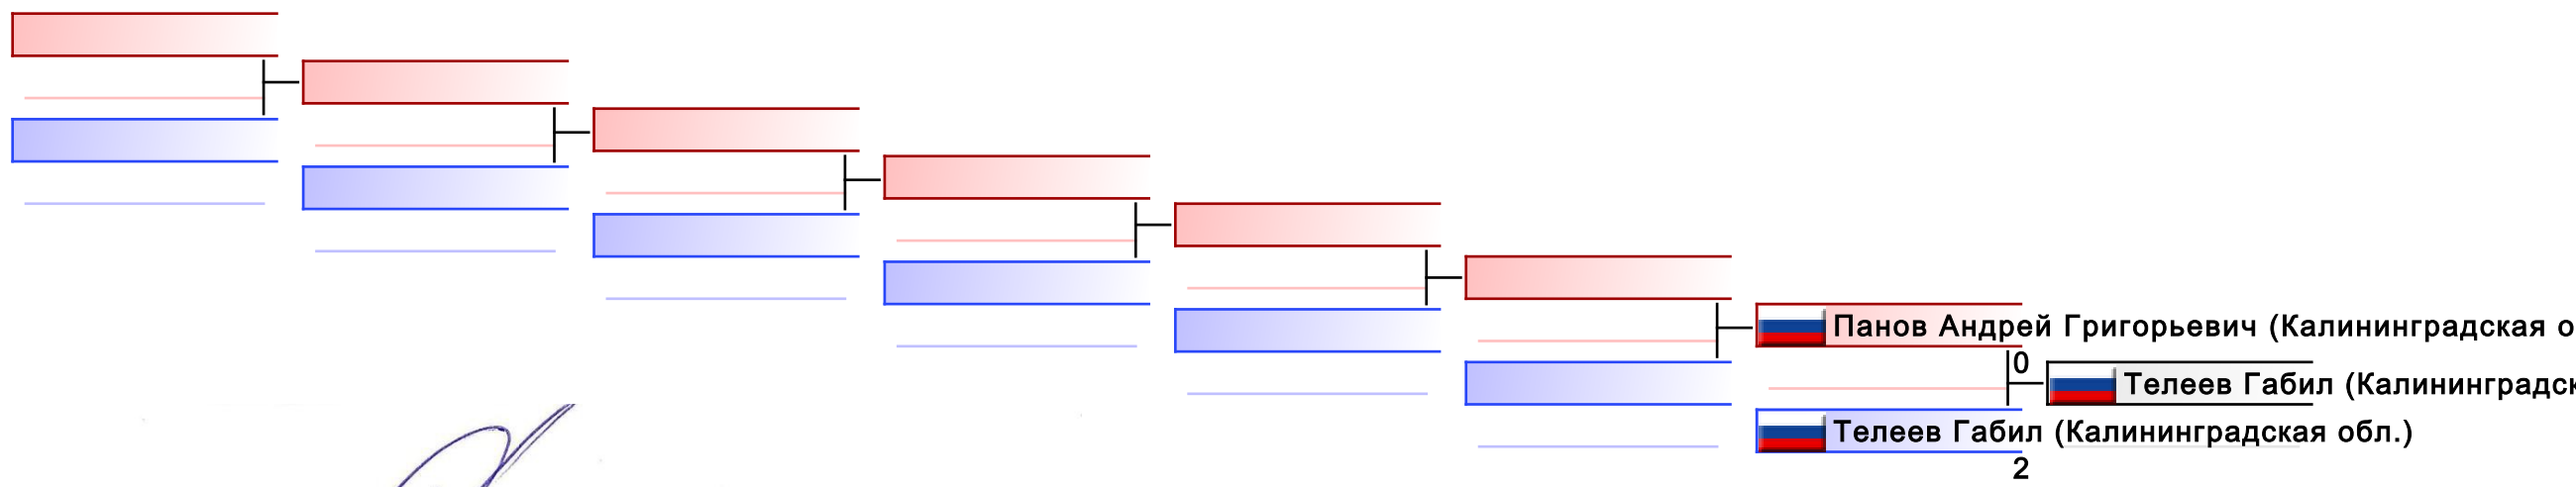 Панов Андрей Григорьевич (Калининградская о
0
Телеев Габил (Калининградск
Телеев Габил (Калининградская обл.)
2